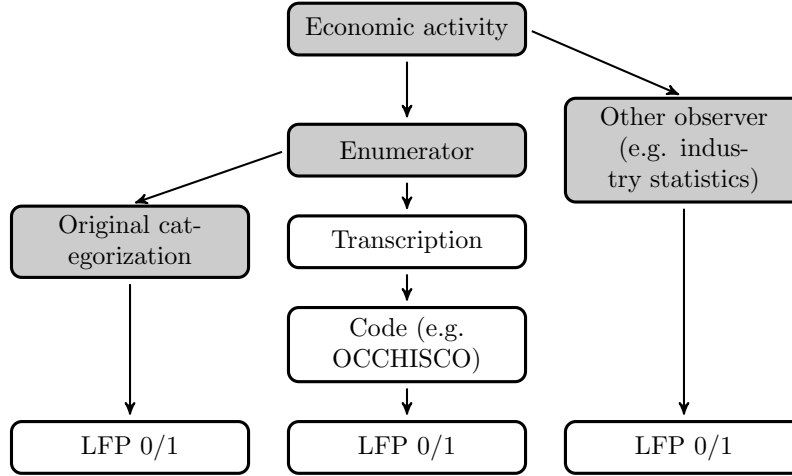 Economic activity
Other observer
(e.g. indus-
try statistics)
Enumerator
Original cat-
egorization
Transcription
Code (e.g.
OCCHISCO)
LFP 0/1
LFP 0/1
LFP 0/1